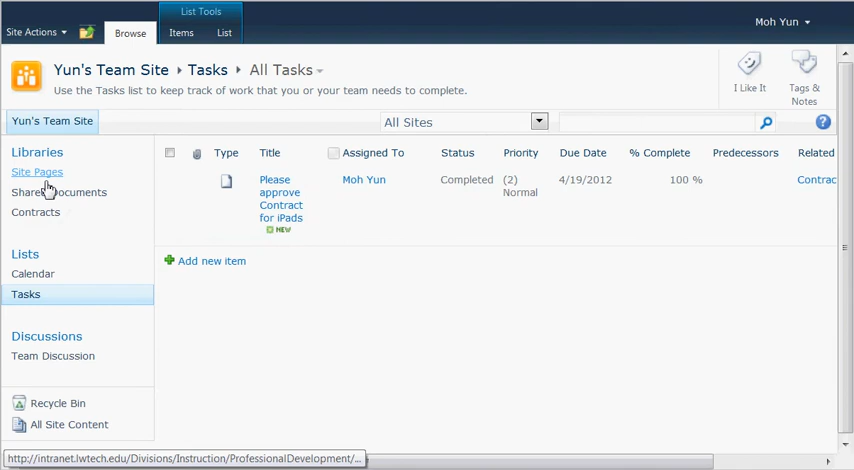 List Tools
Site Actions
Browse
Items
List
Moh Yun
Yun's Team Site
Tasks
All Tasks
Use the Tasks list to keep track of work that you or your team needs to complete.
I Like It
Tags &
Notes
Yun's Team Site
All Sites
Libraries
Site Pages
Shared Documents
Contracts
Lists
Calendar
Tasks
Discussions
Team Discussion
Recycle Bin
All Site Content
Type
Title
Assigned To
Status
Priority
Due Date
% Complete
Predecessors
Related
Please
approve
Contract
for iPads
NEW
Moh Yun
Completed
(2)
Normal
4/19/2012
100 %
Contrac
Add new item
http://intranet.lwtech.edu/Divisions/Instruction/ProfessionalDevelopment/...